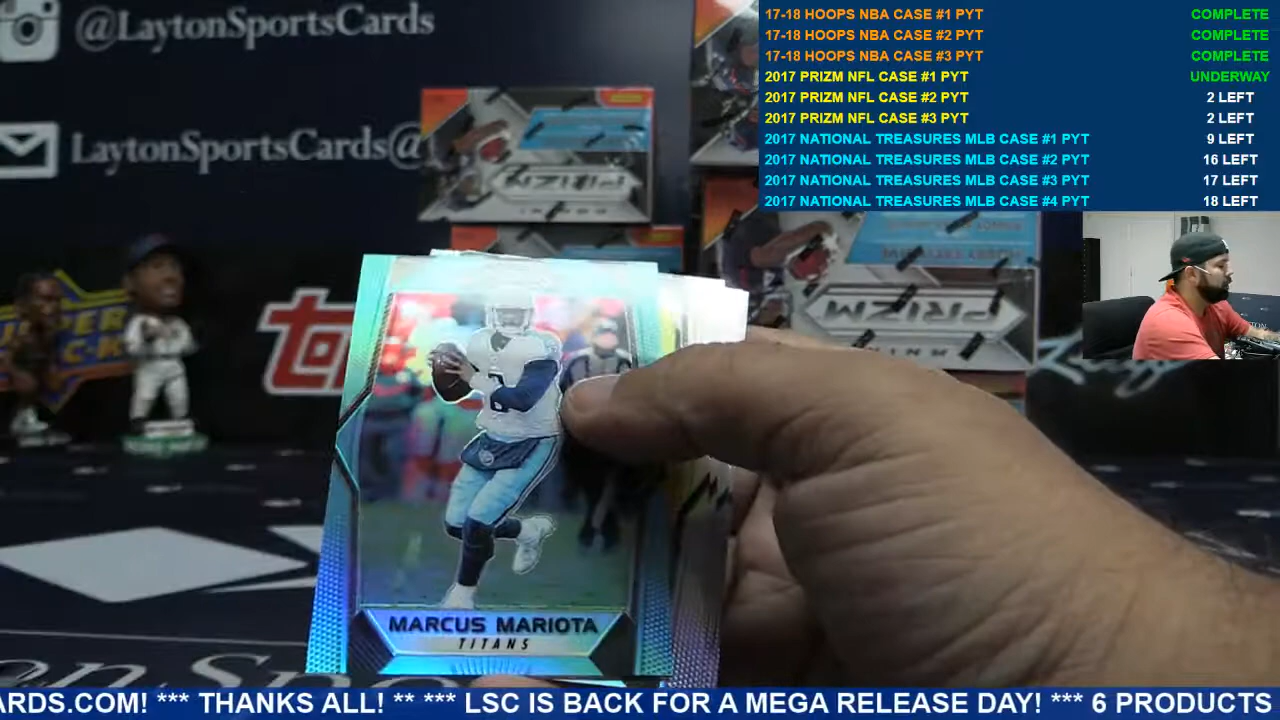 @LaytonSportsCards
LaytonSportsCards@
17-18 HOOPS NBA CASE #1 PYT COMPLETE
17-18 HOOPS NBA CASE #2 PYT COMPLETE
17-18 HOOPS NBA CASE #3 PYT COMPLETE
2017 PRIZM NFL CASE #1 PYT UNDERWAY
2017 PRIZM NFL CASE #2 PYT 2 LEFT
2017 PRIZM NFL CASE #3 PYT 2 LEFT
2017 NATIONAL TREASURES MLB CASE #1 PYT 9 LEFT
2017 NATIONAL TREASURES MLB CASE #2 PYT 16 LEFT
2017 NATIONAL TREASURES MLB CASE #3 PYT 17 LEFT
2017 NATIONAL TREASURES MLB CASE #4 PYT 18 LEFT
PRIZM
PRIZM
MARCUS MARIOTA
TITANS
ARDS.COM! *** THANKS ALL! ** *** LSC IS BACK FOR A MEGA RELEASE DAY! *** 6 PRODUCTS